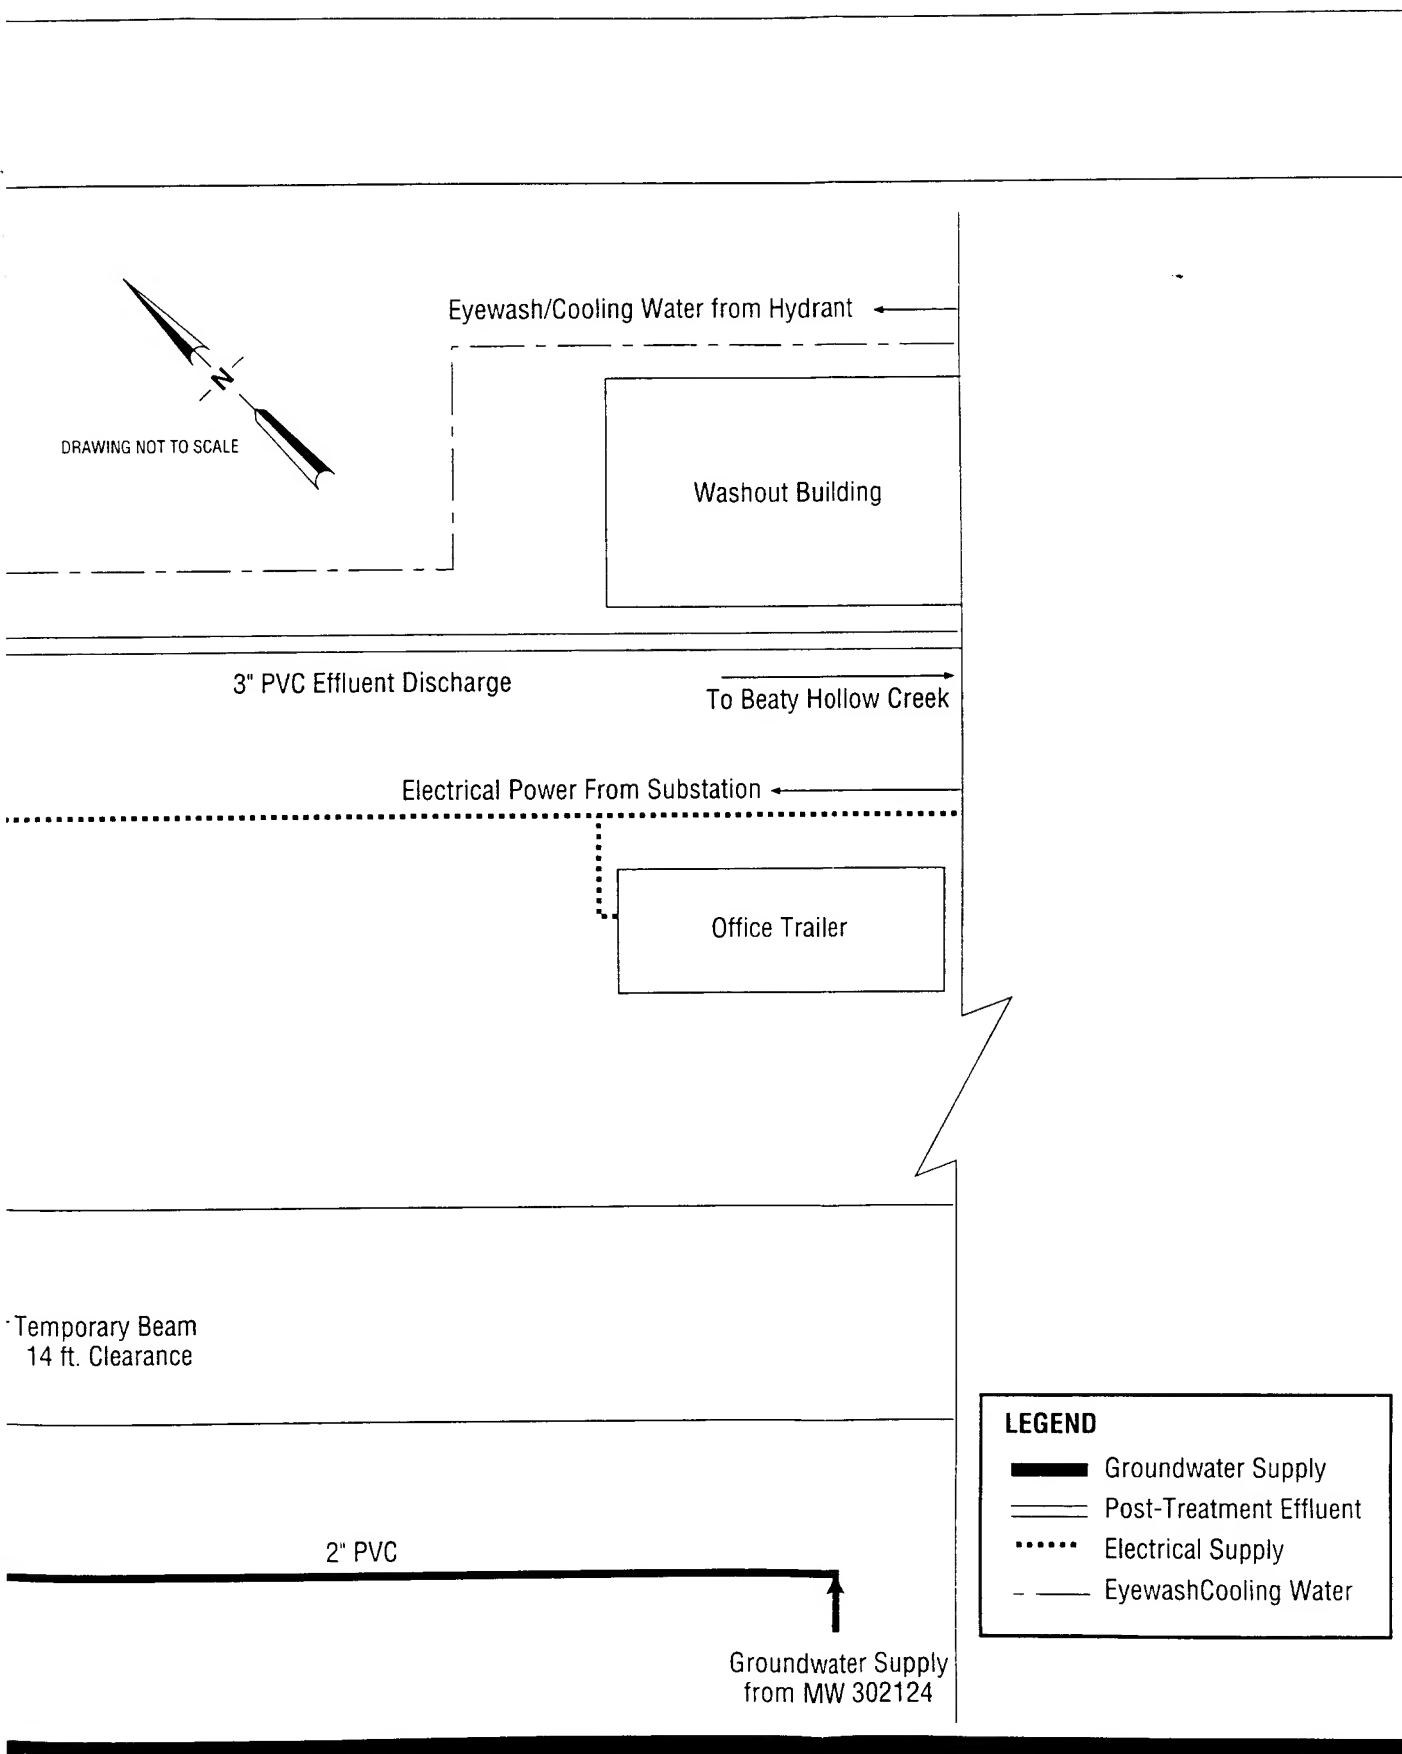 Eyewash/Cooling Water from Hydrant
N
DRAWING NOT TO SCALE
Washout Building
3" PVC Effluent Discharge
To Beaty Hollow Creek
Electrical Power From Substation
Office Trailer
Temporary Beam
14 ft. Clearance
2" PVC
Groundwater Supply
from MW 302124
LEGEND
Groundwater Supply
Post-Treatment Effluent
Electrical Supply
EyewashCooling Water